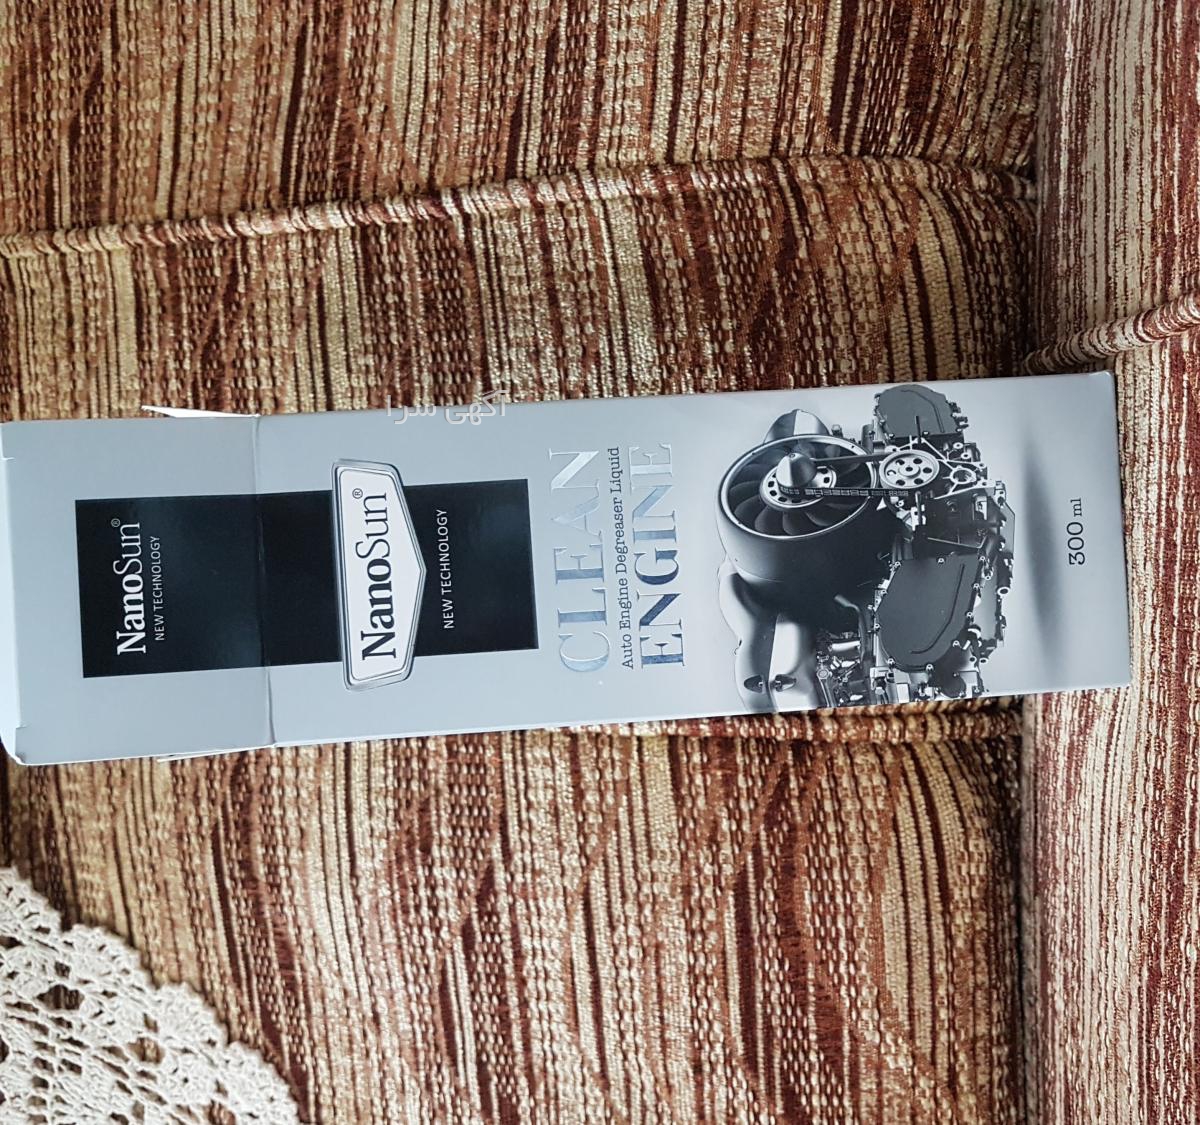 NanoSun®
NEW TECHNOLOGY
NanoSun®
NEW TECHNOLOGY
CLEAN
Auto Engine Degreaser Liquid
ENGINE
300 ml
آگهی سرا